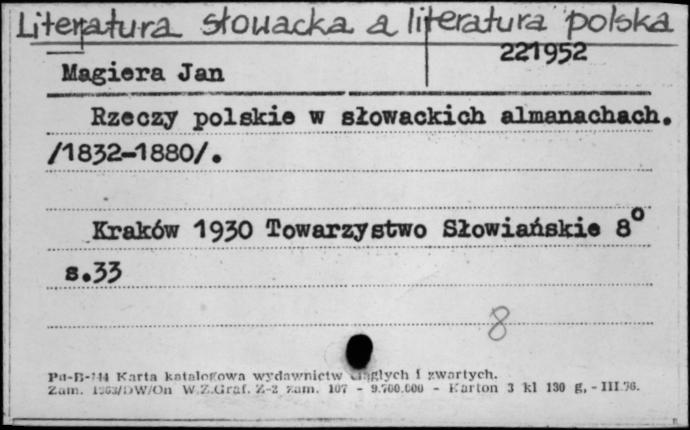 Literatura słowacka a literatura polska
221952
Magiera Jan
Rzeczy polskie w słowackich almanachach.
/1832-1880/.
Kraków 1930 Towarzystwo Słowiańskie 8°
s.33
8
Pu-B-144 Karta katalogowa wydawnictw ciągłych i zwartych.
Zam. W.Z.Graf. Z-2 zam. 107 - 9.700.000 - Karton 3 kl 130 g, - III.76.